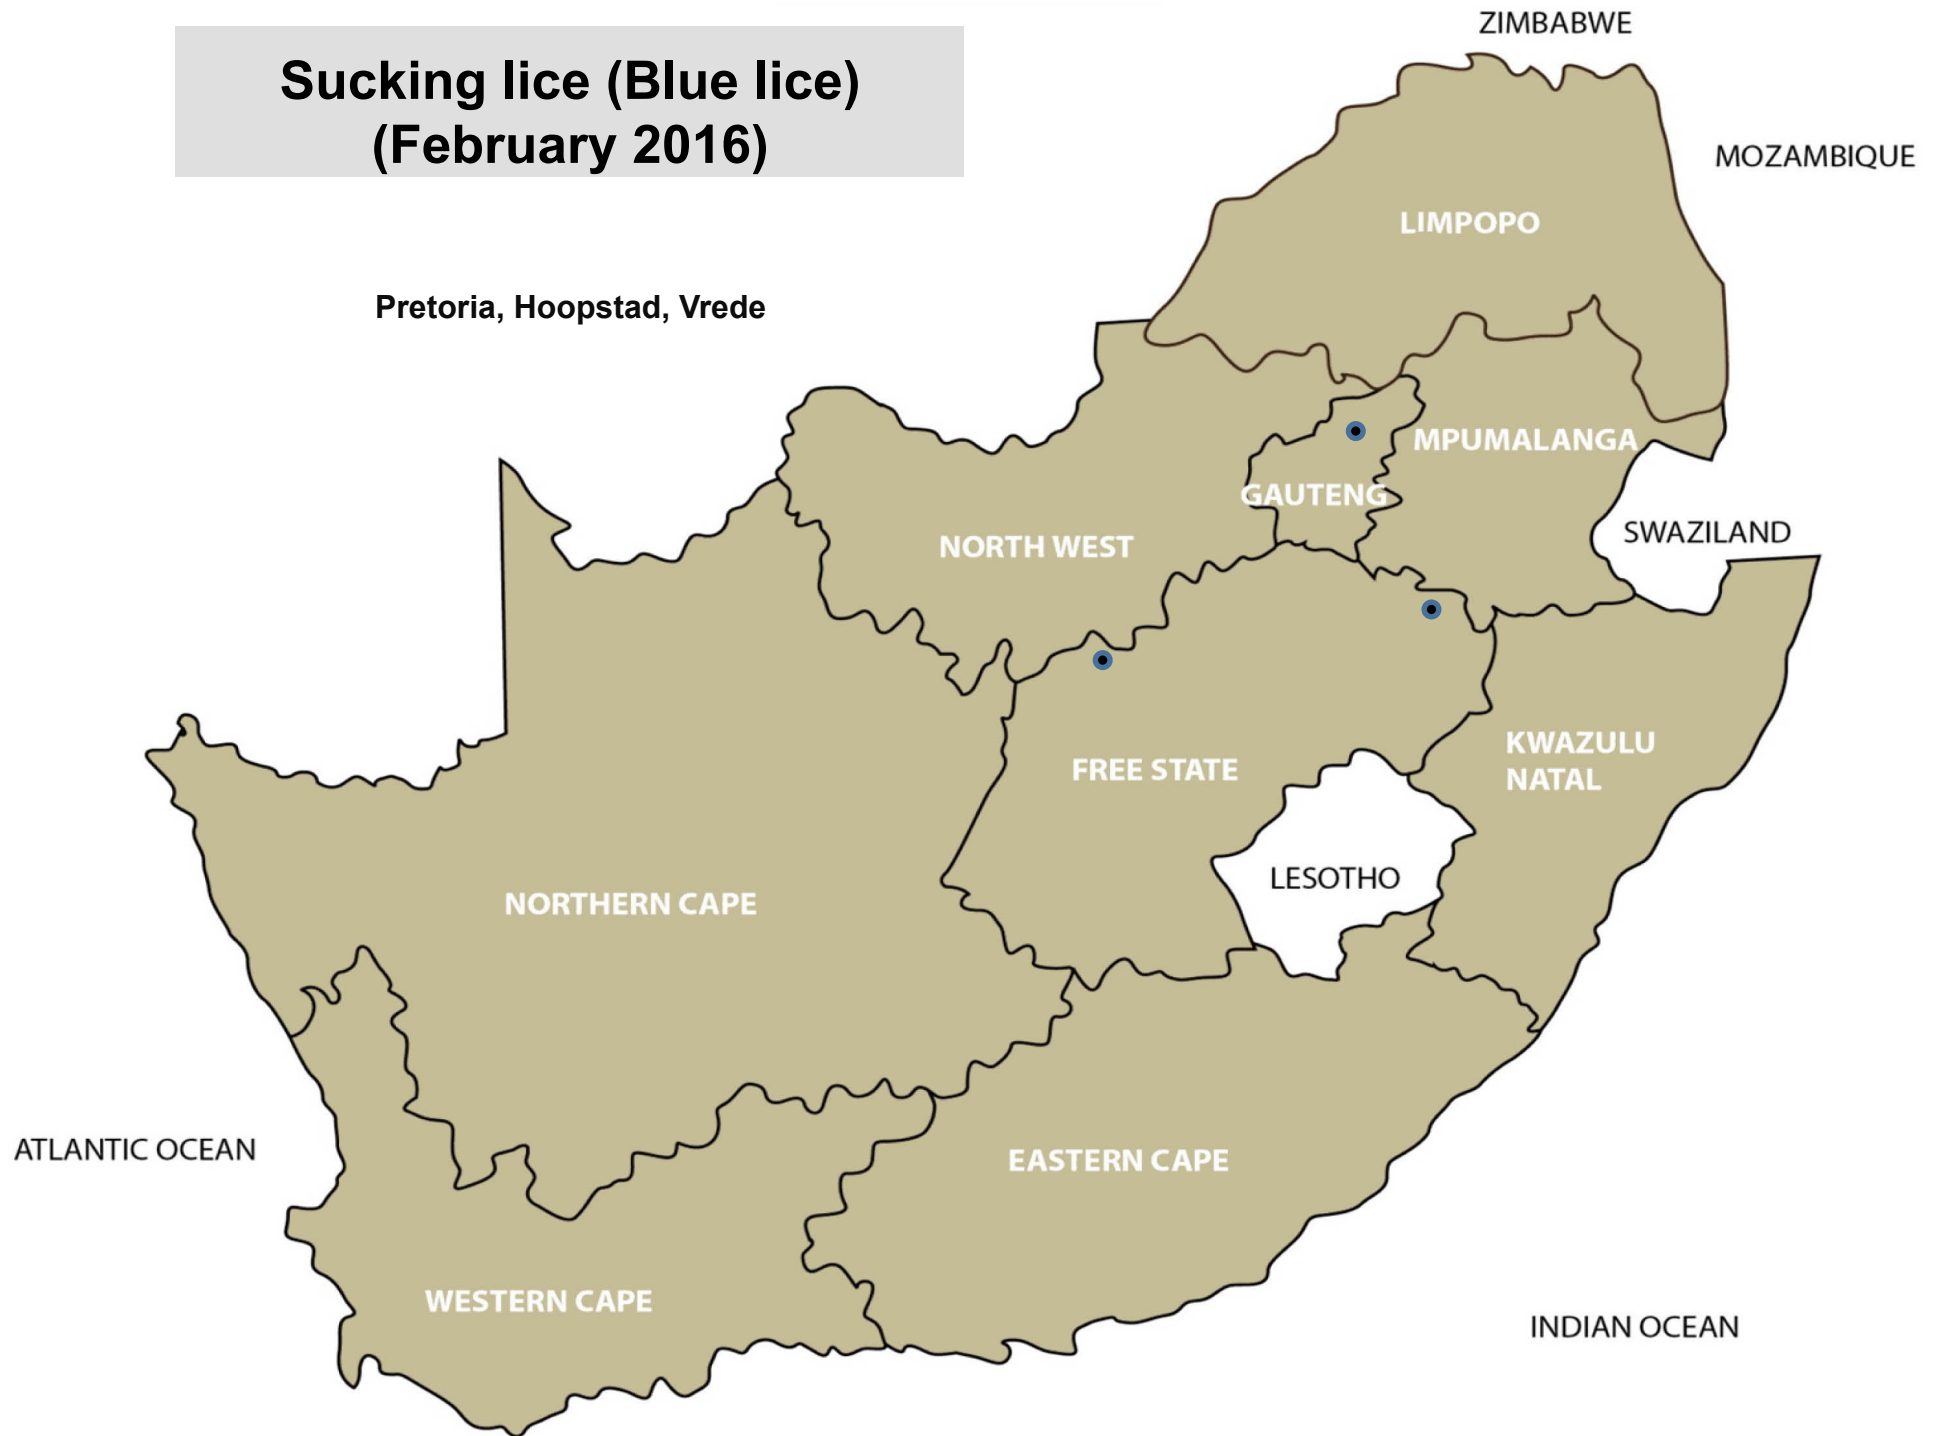 Sucking lice (Blue lice)
(February 2016)
Pretoria, Hoopstad, Vrede
ZIMBABWE
MOZAMBIQUE
LIMPOPO
MPUMALANGA
GAUTENG
SWAZILAND
NORTH WEST
KWAZULU
NATAL
FREE STATE
LESOTHO
NORTHERN CAPE
ATLANTIC OCEAN
EASTERN CAPE
WESTERN CAPE
INDIAN OCEAN